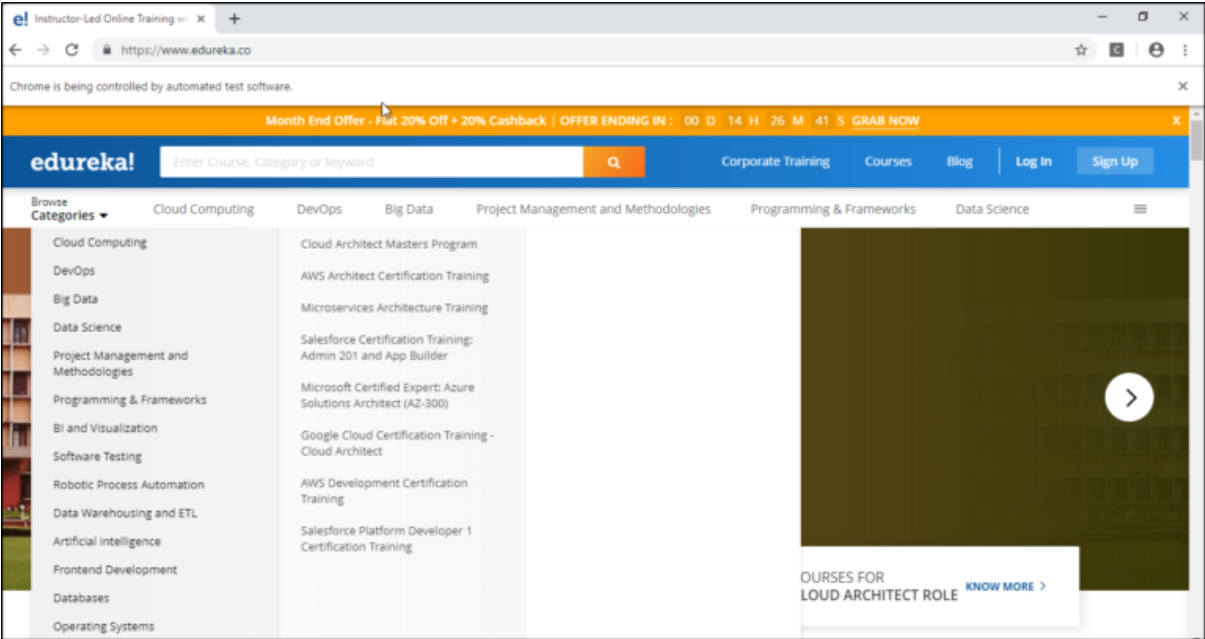 e! Instructor-Led Online Training wi
https://www.edureka.co
Chrome is being controlled by automated test software.
Month End Offer - Flat 20% Off + 20% Cashback | OFFER ENDING IN : 00 D 14 H 26 M 41 S GRAB NOW X
edureka! Enter Course, Category or keyword Corporate Training Courses Blog Log In Sign Up
Browse
Categories Cloud Computing DevOps Big Data Project Management and Methodologies Programming & Frameworks Data Science
Cloud Computing
DevOps
Big Data
Data Science
Project Management and
Methodologies
Programming & Frameworks
BI and Visualization
Software Testing
Robotic Process Automation
Data Warehousing and ETL
Artificial Intelligence
Frontend Development
Databases
Operating Systems
Cloud Architect Masters Program
AWS Architect Certification Training
Microservices Architecture Training
Salesforce Certification Training:
Admin 201 and App Builder
Microsoft Certified Expert: Azure
Solutions Architect (AZ-300)
Google Cloud Certification Training -
Cloud Architect
AWS Development Certification
Training
Salesforce Platform Developer 1
Certification Training
OURSES FOR
LOUD ARCHITECT ROLE KNOW MORE